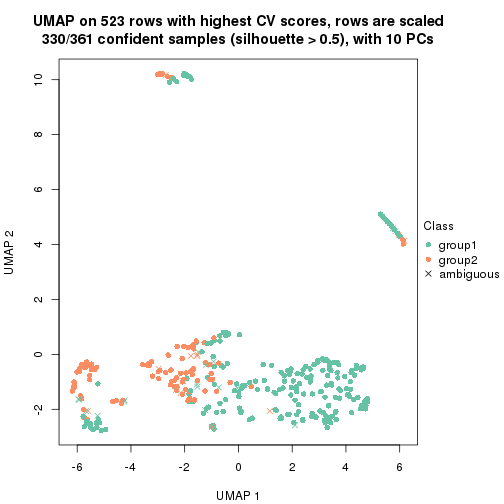 UMAP on 523 rows with highest CV scores, rows are scaled
330/361 confident samples (silhouette > 0.5), with 10 PCs
10
8
6
4
2
0
-2
UMAP 2
Class
group1
group2
ambiguous
-6 -4 -2 0 2 4 6
UMAP 1